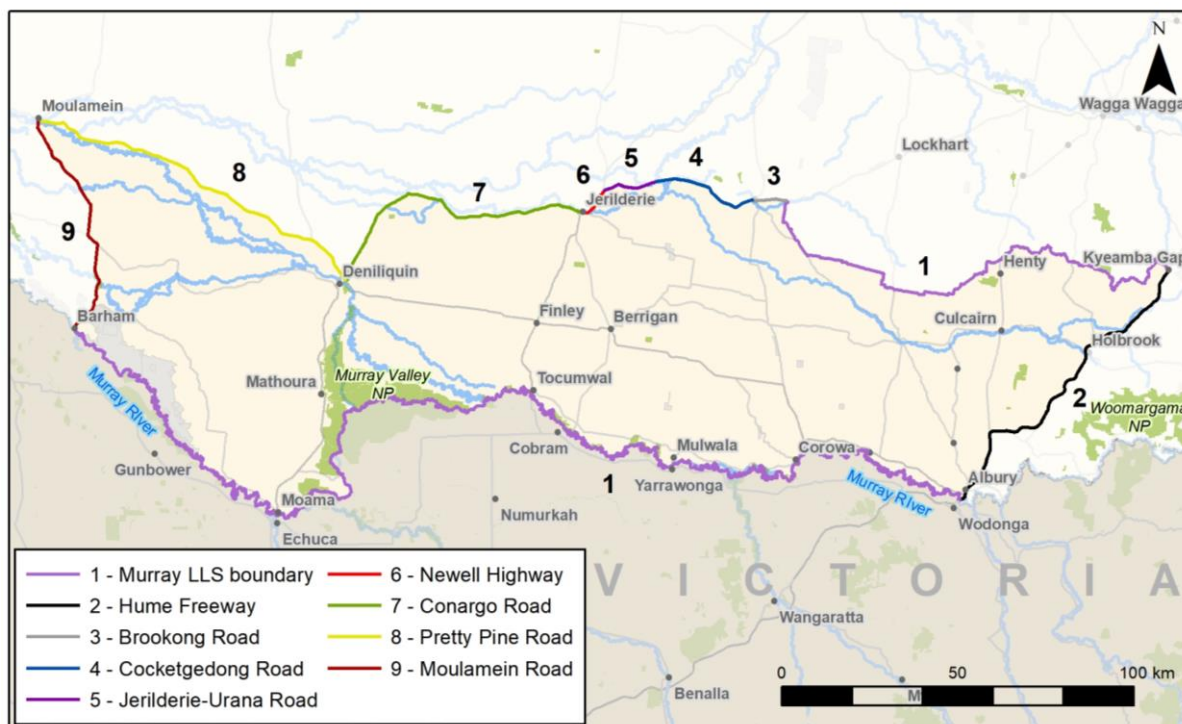 N
Moulamein
Wagga Wagga
Lockhart
8
5
4
3
7
6
Jerilderie
9
Deniliquin
1
Henty
Kyeamba Gap
Barham
Finley
Berrigan
Culcairn
Holbrook
Mathoura
Murray Valley
NP
Tocumwal
2
Woomargama
NP
Murray River
Cobram
Mulwala
Corowa
Gunbower
1
Yarrawonga
Murray River
Albury
Moama
Numurkah
Wodonga
Echuca
VICTORIA
Wangaratta
Benalla
1 - Murray LLS boundary
2 - Hume Freeway
3 - Brookong Road
4 - Cocketgedong Road
5 - Jerilderie-Urana Road
6 - Newell Highway
7 - Conargo Road
8 - Pretty Pine Road
9 - Moulamein Road
0 50 100 km